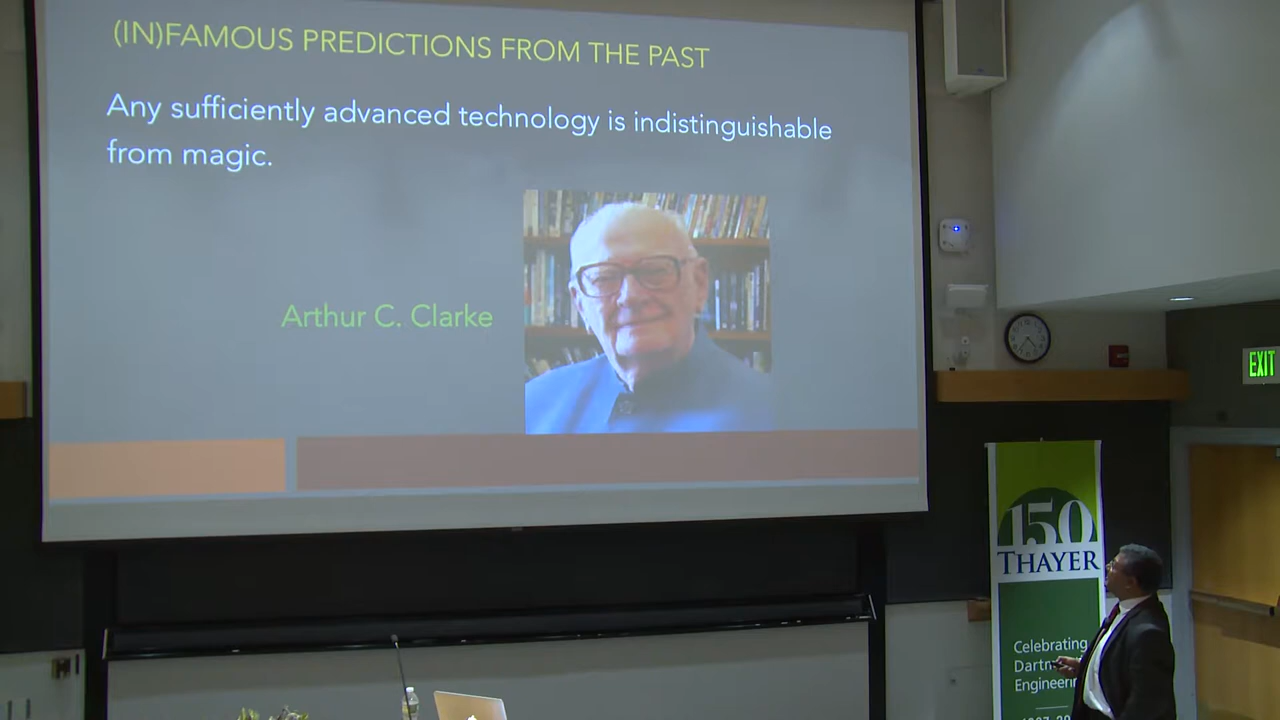 (IN)FAMOUS PREDICTIONS FROM THE PAST
Any sufficiently advanced technology is indistinguishable
from magic.
Arthur C. Clarke
EXIT
150
THAYER
Celebrating
Engineerin